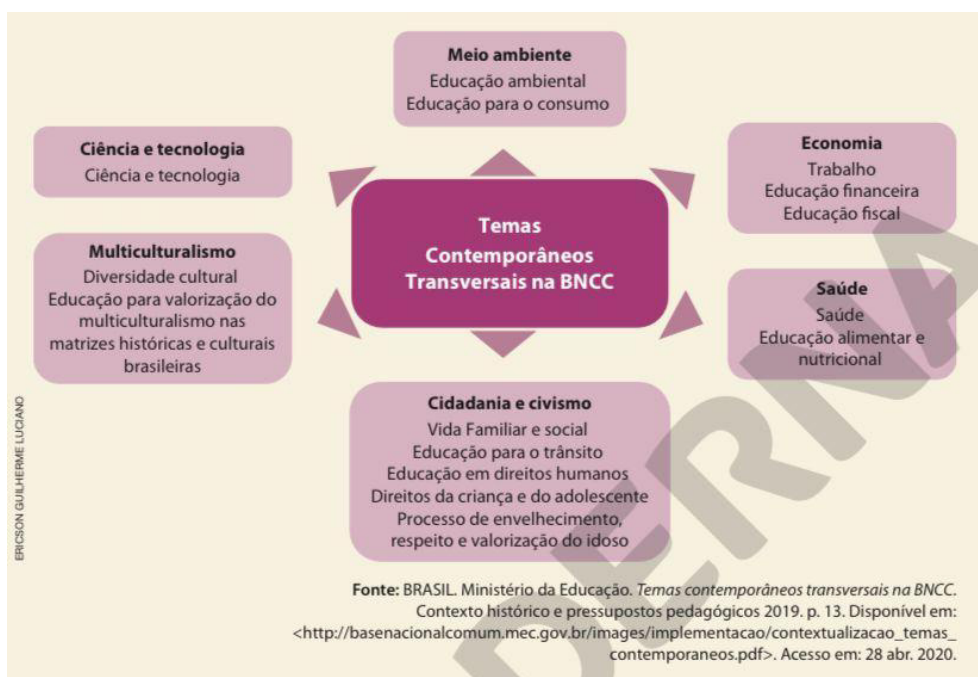 Meio ambiente
Educação ambiental
Educação para o consumo
Ciência e tecnologia
Ciência e tecnologia
Economia
Trabalho
Educação financeira
Educação fiscal
Temas
Contemporâneos
Transversais na BNCC
Multiculturalismo
Diversidade cultural
Educação para valorização do
multiculturalismo nas
matrizes históricas e culturais
brasileiras
Saúde
Saúde
Educação alimentar e
nutricional
Cidadania e civismo
Vida Familiar e social
Educação para o trânsito
Educação em direitos humanos
Direitos da criança e do adolescente
Processo de envelhecimento,
respeito e valorização do idoso
ERICSON GUILHERME LUCIANO
Fonte: BRASIL. Ministério da Educação. Temas contemporâneos transversais na BNCC.
Contexto histórico e pressupostos pedagógicos 2019. p. 13. Disponível em:
<http://basenacionalcomum.mec.gov.br/images/implementacao/contextualizacao_temas_
contemporaneos.pdf>. Acesso em: 28 abr. 2020.
DERNA